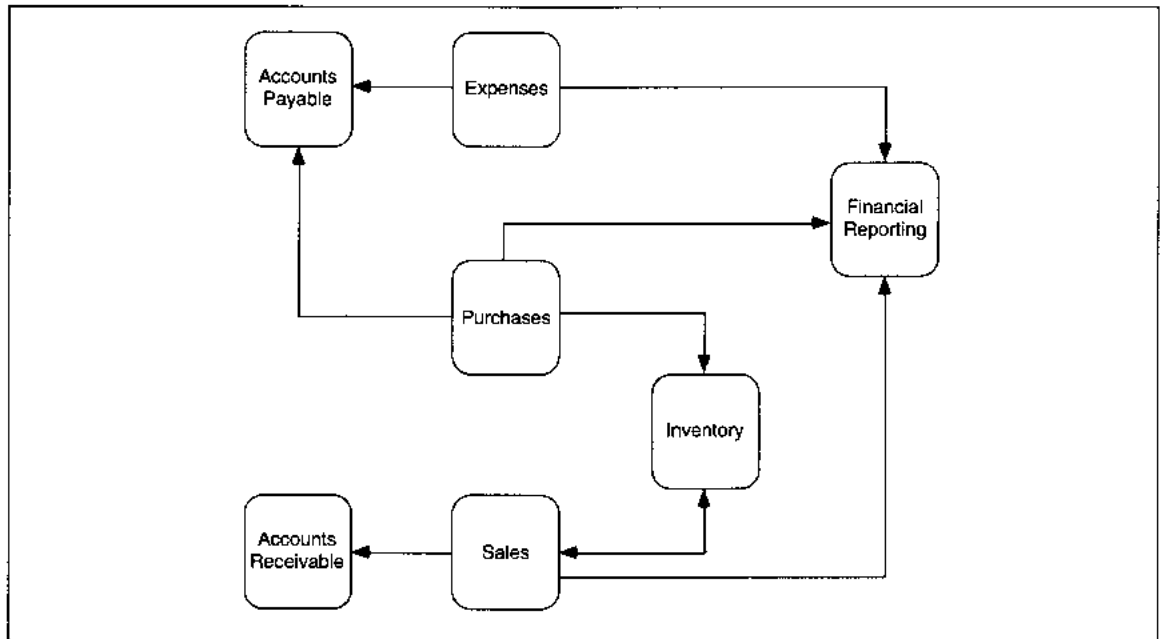 Accounts
Payable
Expenses
Financial
Reporting
Purchases
Inventory
Accounts
Receivable
Sales